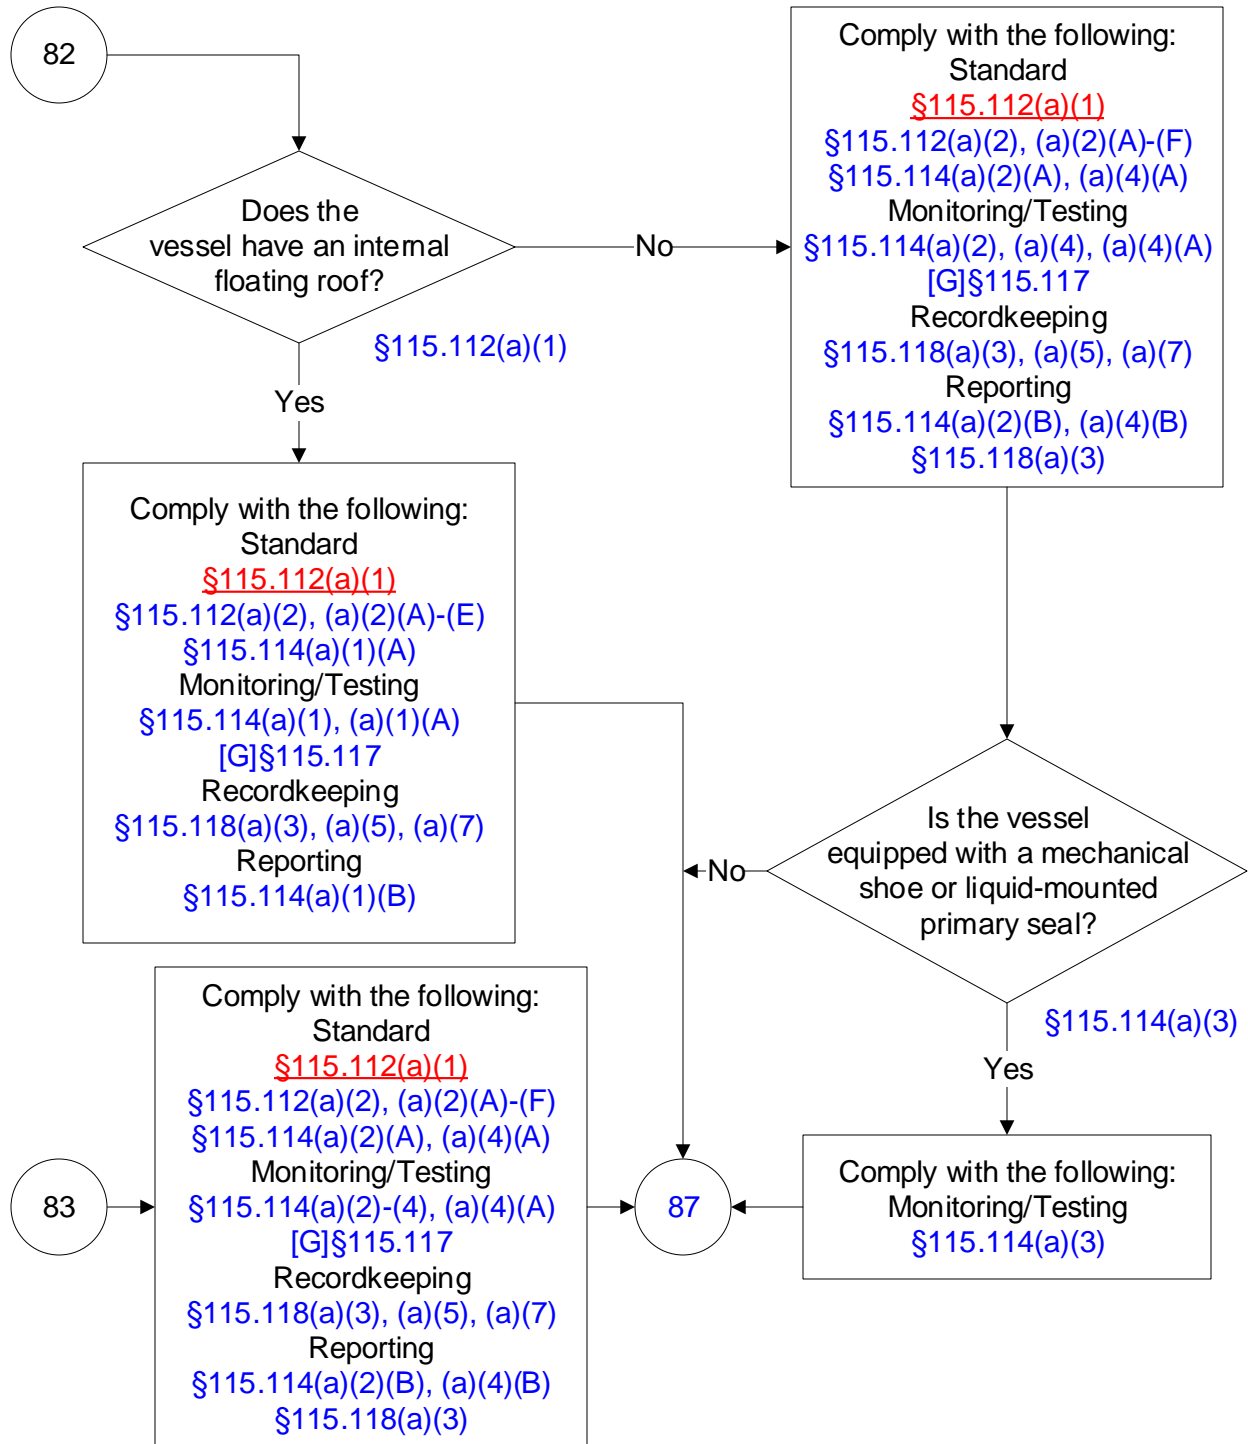 82
Does the
vessel have an internal
floating roof?
§115.112(a)(1)
No
Yes
Comply with the following:
Standard
§115.112(a)(1)
§115.112(a)(2), (a)(2)(A)-(F)
§115.114(a)(2)(A), (a)(4)(A)
Monitoring/Testing
§115.114(a)(2), (a)(4), (a)(4)(A)
[G]§115.117
Recordkeeping
§115.118(a)(3), (a)(5), (a)(7)
Reporting
§115.114(a)(2)(B), (a)(4)(B)
§115.118(a)(3)
Comply with the following:
Standard
§115.112(a)(1)
§115.112(a)(2), (a)(2)(A)-(E)
§115.114(a)(1)(A)
Monitoring/Testing
§115.114(a)(1), (a)(1)(A)
[G]§115.117
Recordkeeping
§115.118(a)(3), (a)(5), (a)(7)
Reporting
§115.114(a)(1)(B)
Is the vessel
equipped with a mechanical
shoe or liquid-mounted
primary seal?
§115.114(a)(3)
No
Yes
Comply with the following:
Monitoring/Testing
§115.114(a)(3)
83
Comply with the following:
Standard
§115.112(a)(1)
§115.112(a)(2), (a)(2)(A)-(F)
§115.114(a)(2)(A), (a)(4)(A)
Monitoring/Testing
§115.114(a)(2)-(4), (a)(4)(A)
[G]§115.117
Recordkeeping
§115.118(a)(3), (a)(5), (a)(7)
Reporting
§115.114(a)(2)(B), (a)(4)(B)
§115.118(a)(3)
87